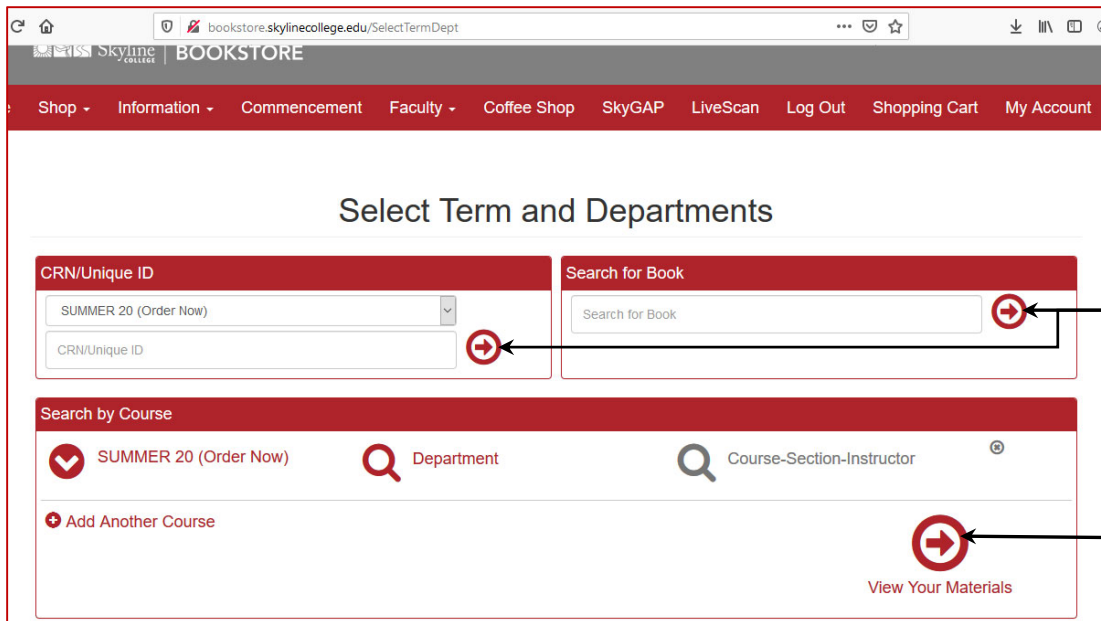 bookstore.skylinecollege.edu/SelectTermDept
Skyline COLLEGE BOOKSTORE
Shop Information Commencement Faculty Coffee Shop SkyGAP LiveScan Log Out Shopping Cart My Account
Select Term and Departments
CRN/Unique ID
SUMMER 20 (Order Now)
CRN/Unique ID
Search for Book
Search for Book
Search by Course
SUMMER 20 (Order Now) Department Course-Section-Instructor
Add Another Course
View Your Materials